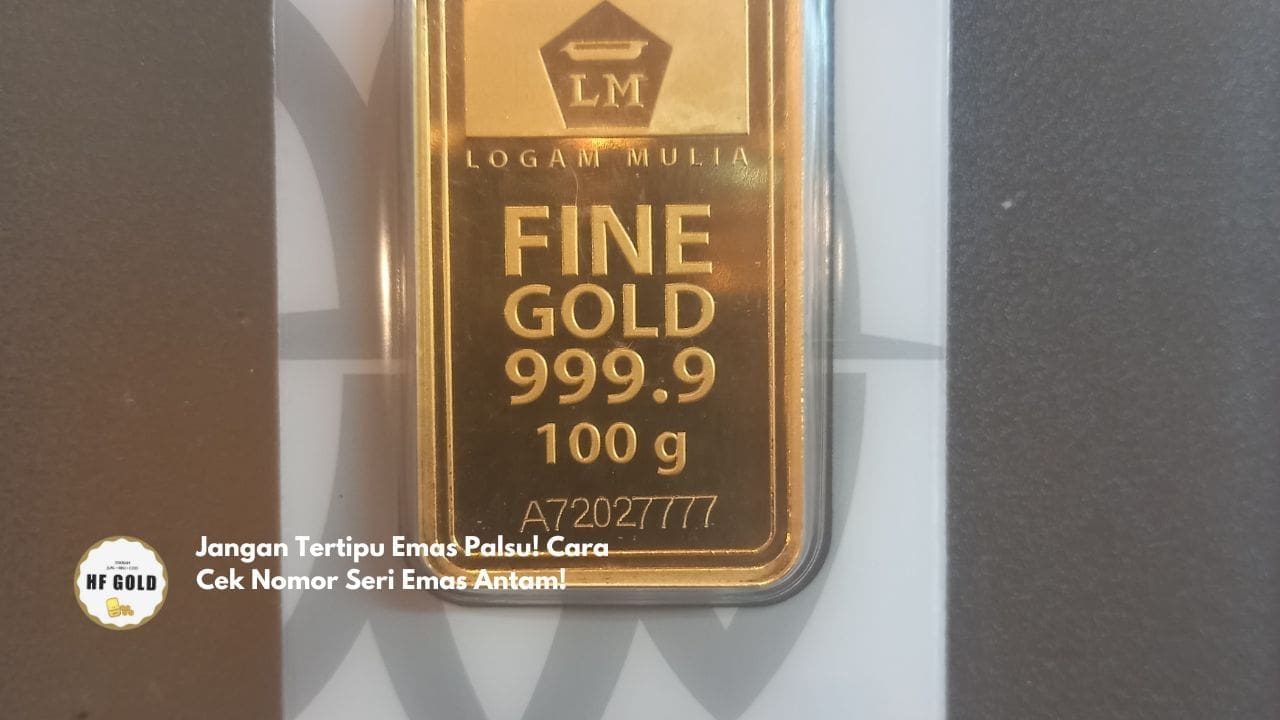 LM
LOGAM MULIA
FINE
GOLD
999.9
100 g
A72027777
Jangan Tertipu Emas Palsu! Cara
Cek Nomor Seri Emas Antam!
HF GOLD